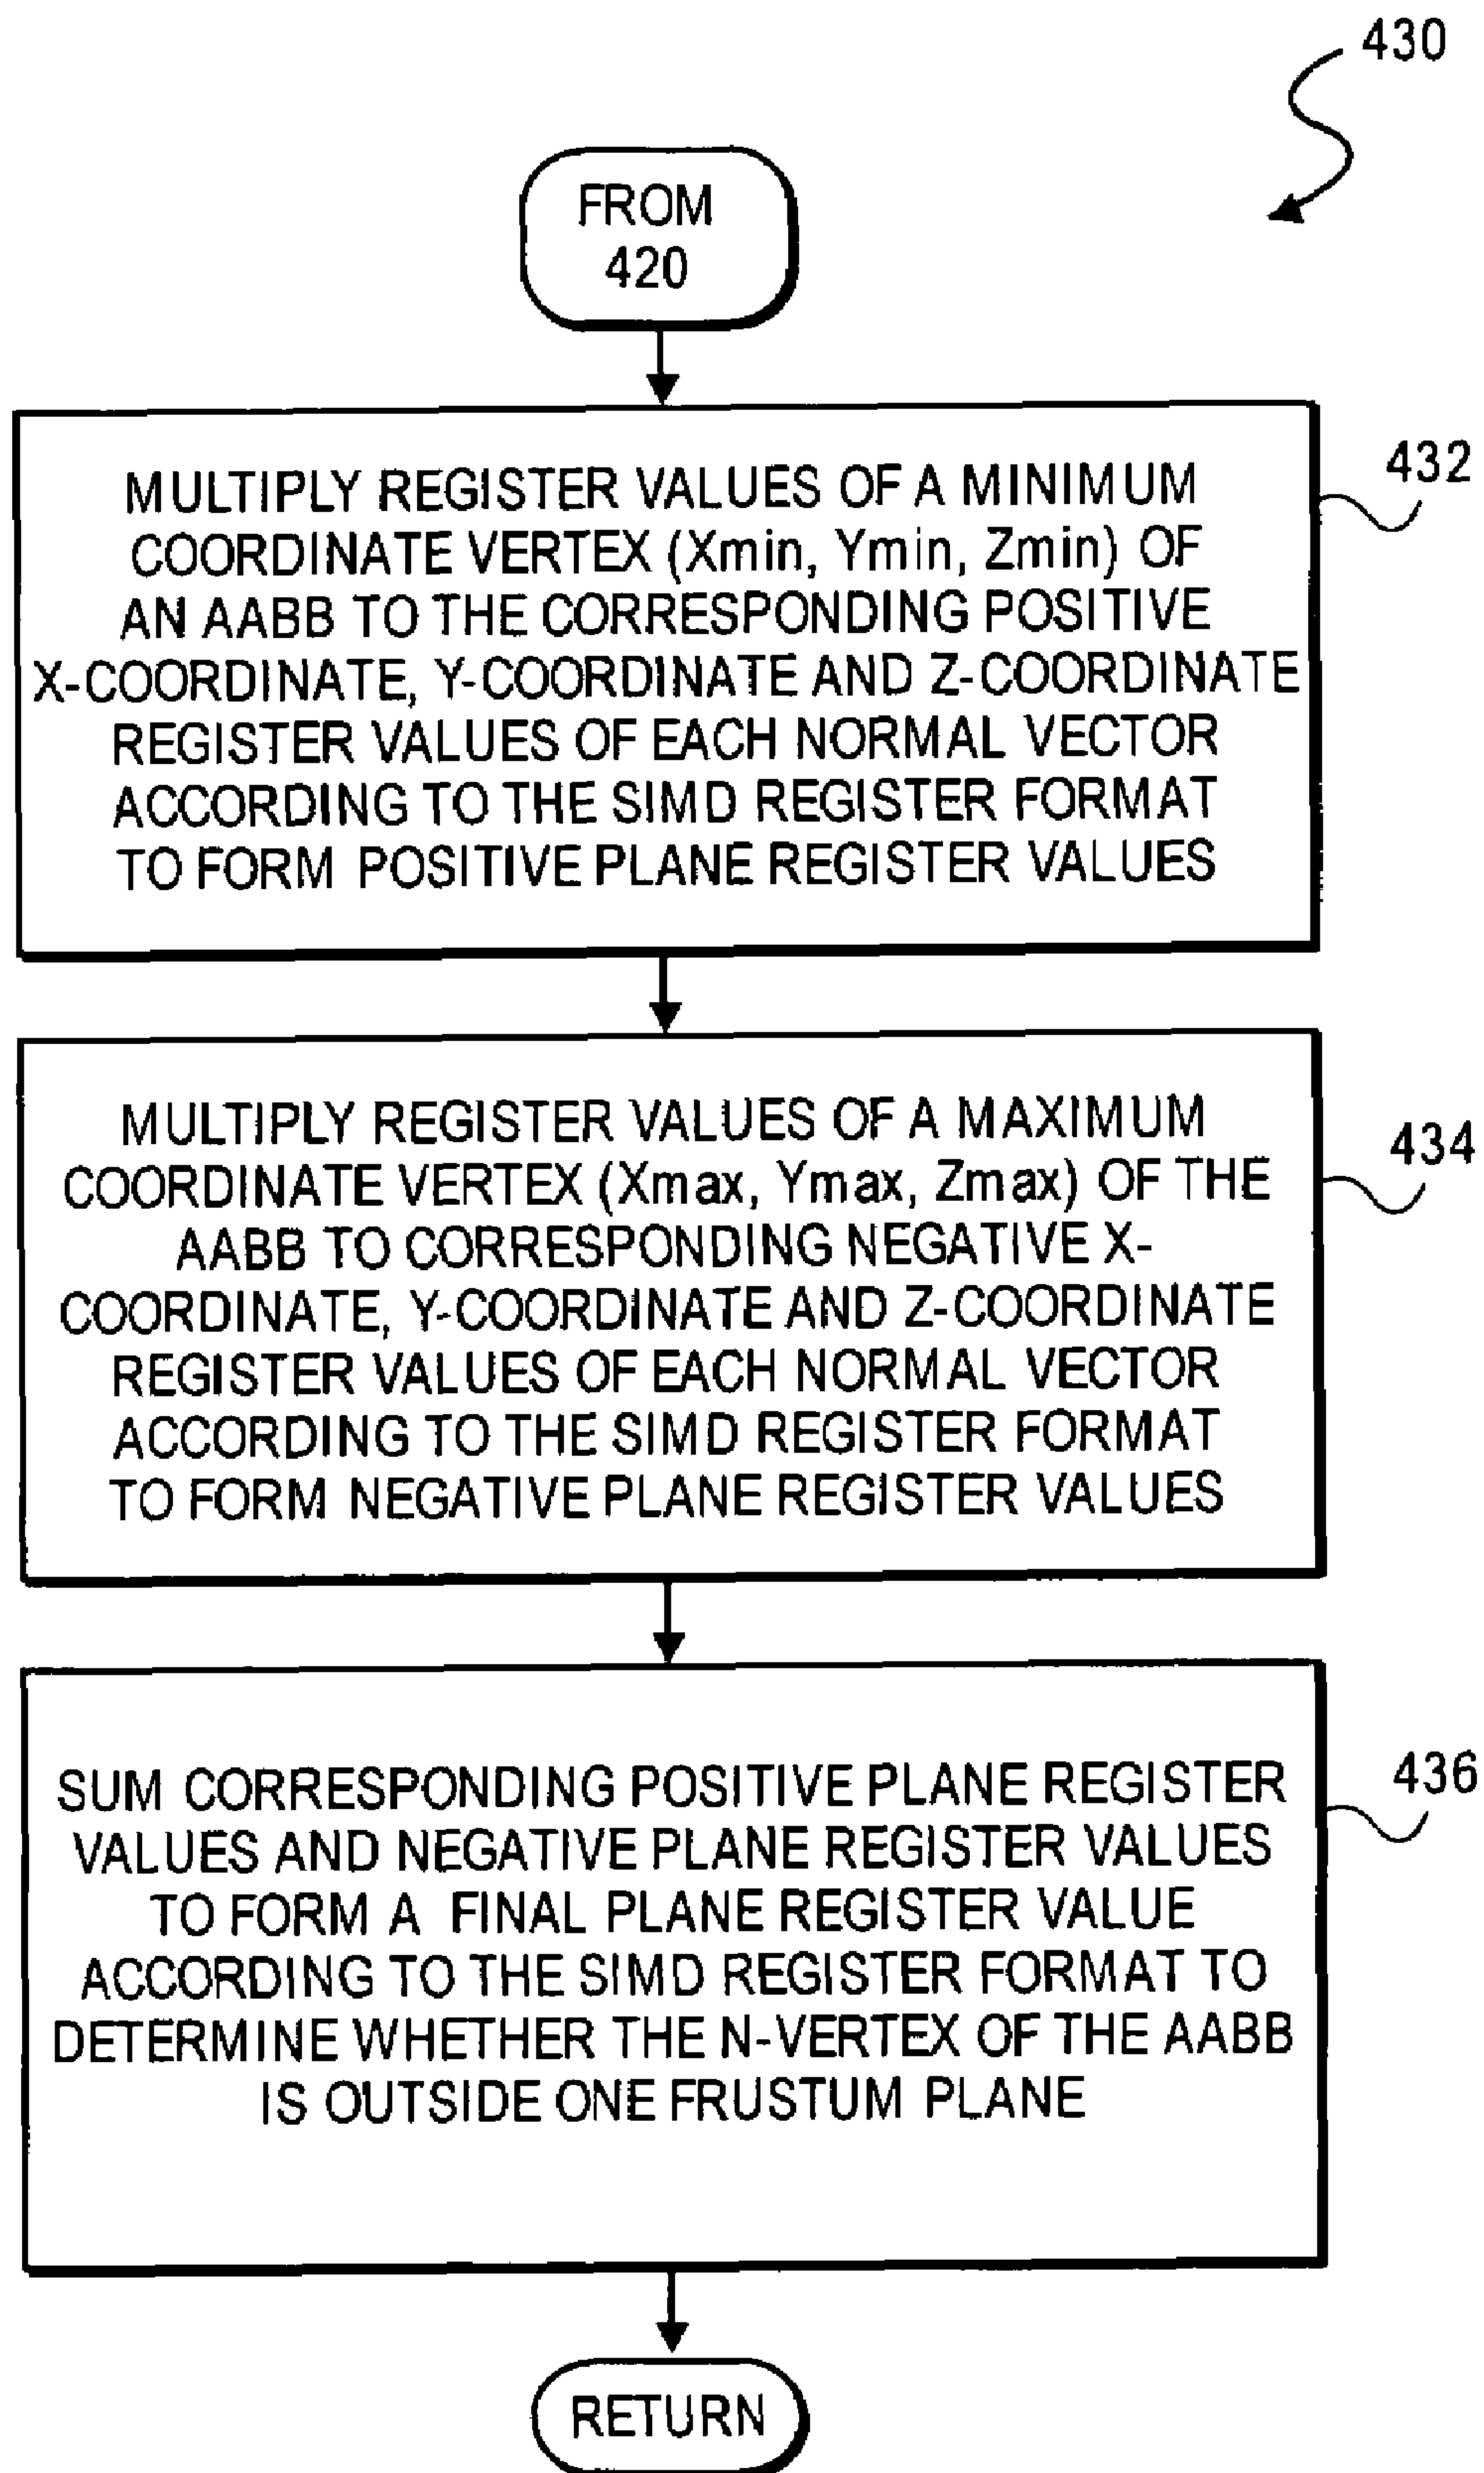 430
FROM
420
MULTIPLY REGISTER VALUES OF A MINIMUM
COORDINATE VERTEX (Xmin, Ymin, Zmin) OF
AN AABB TO THE CORRESPONDING POSITIVE
X-COORDINATE, Y-COORDINATE AND Z-COORDINATE
REGISTER VALUES OF EACH NORMAL VECTOR
ACCORDING TO THE SIMD REGISTER FORMAT
TO FORM POSITIVE PLANE REGISTER VALUES
432
MULTIPLY REGISTER VALUES OF A MAXIMUM
COORDINATE VERTEX (Xmax, Ymax, Zmax) OF THE
AABB TO CORRESPONDING NEGATIVE X-
COORDINATE, Y-COORDINATE AND Z-COORDINATE
REGISTER VALUES OF EACH NORMAL VECTOR
ACCORDING TO THE SIMD REGISTER FORMAT
TO FORM NEGATIVE PLANE REGISTER VALUES
434
SUM CORRESPONDING POSITIVE PLANE REGISTER
VALUES AND NEGATIVE PLANE REGISTER VALUES
TO FORM A FINAL PLANE REGISTER VALUE
ACCORDING TO THE SIMD REGISTER FORMAT TO
DETERMINE WHETHER THE N-VERTEX OF THE AABB
IS OUTSIDE ONE FRUSTUM PLANE
436
RETURN